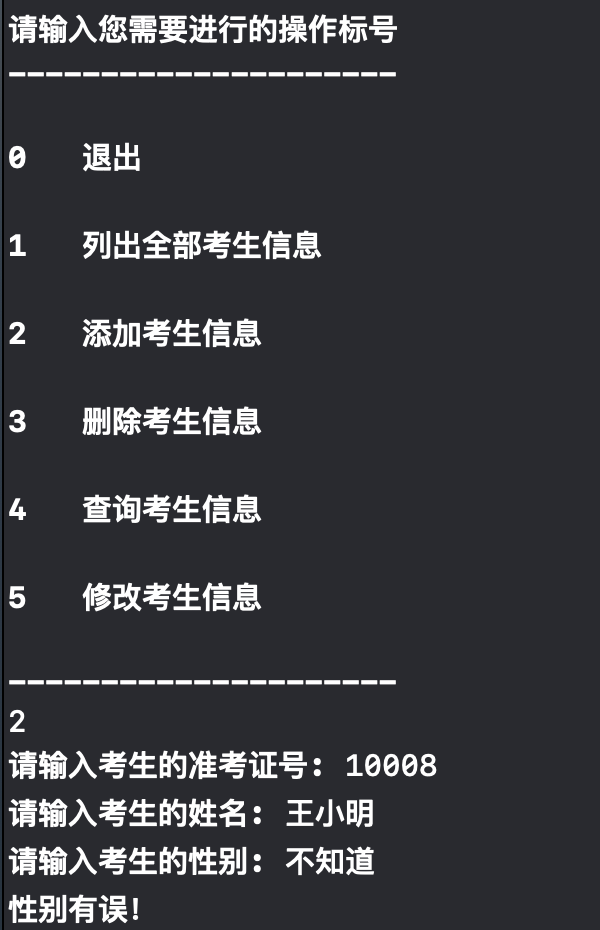 请输入您需要进行的操作标号
---------------------
0 退出
1 列出全部考生信息
2 添加考生信息
3 删除考生信息
4 查询考生信息
5 修改考生信息
---------------------
2
请输入考生的准考证号: 10008
请输入考生的姓名: 王小明
请输入考生的性别: 不知道
性别有误!